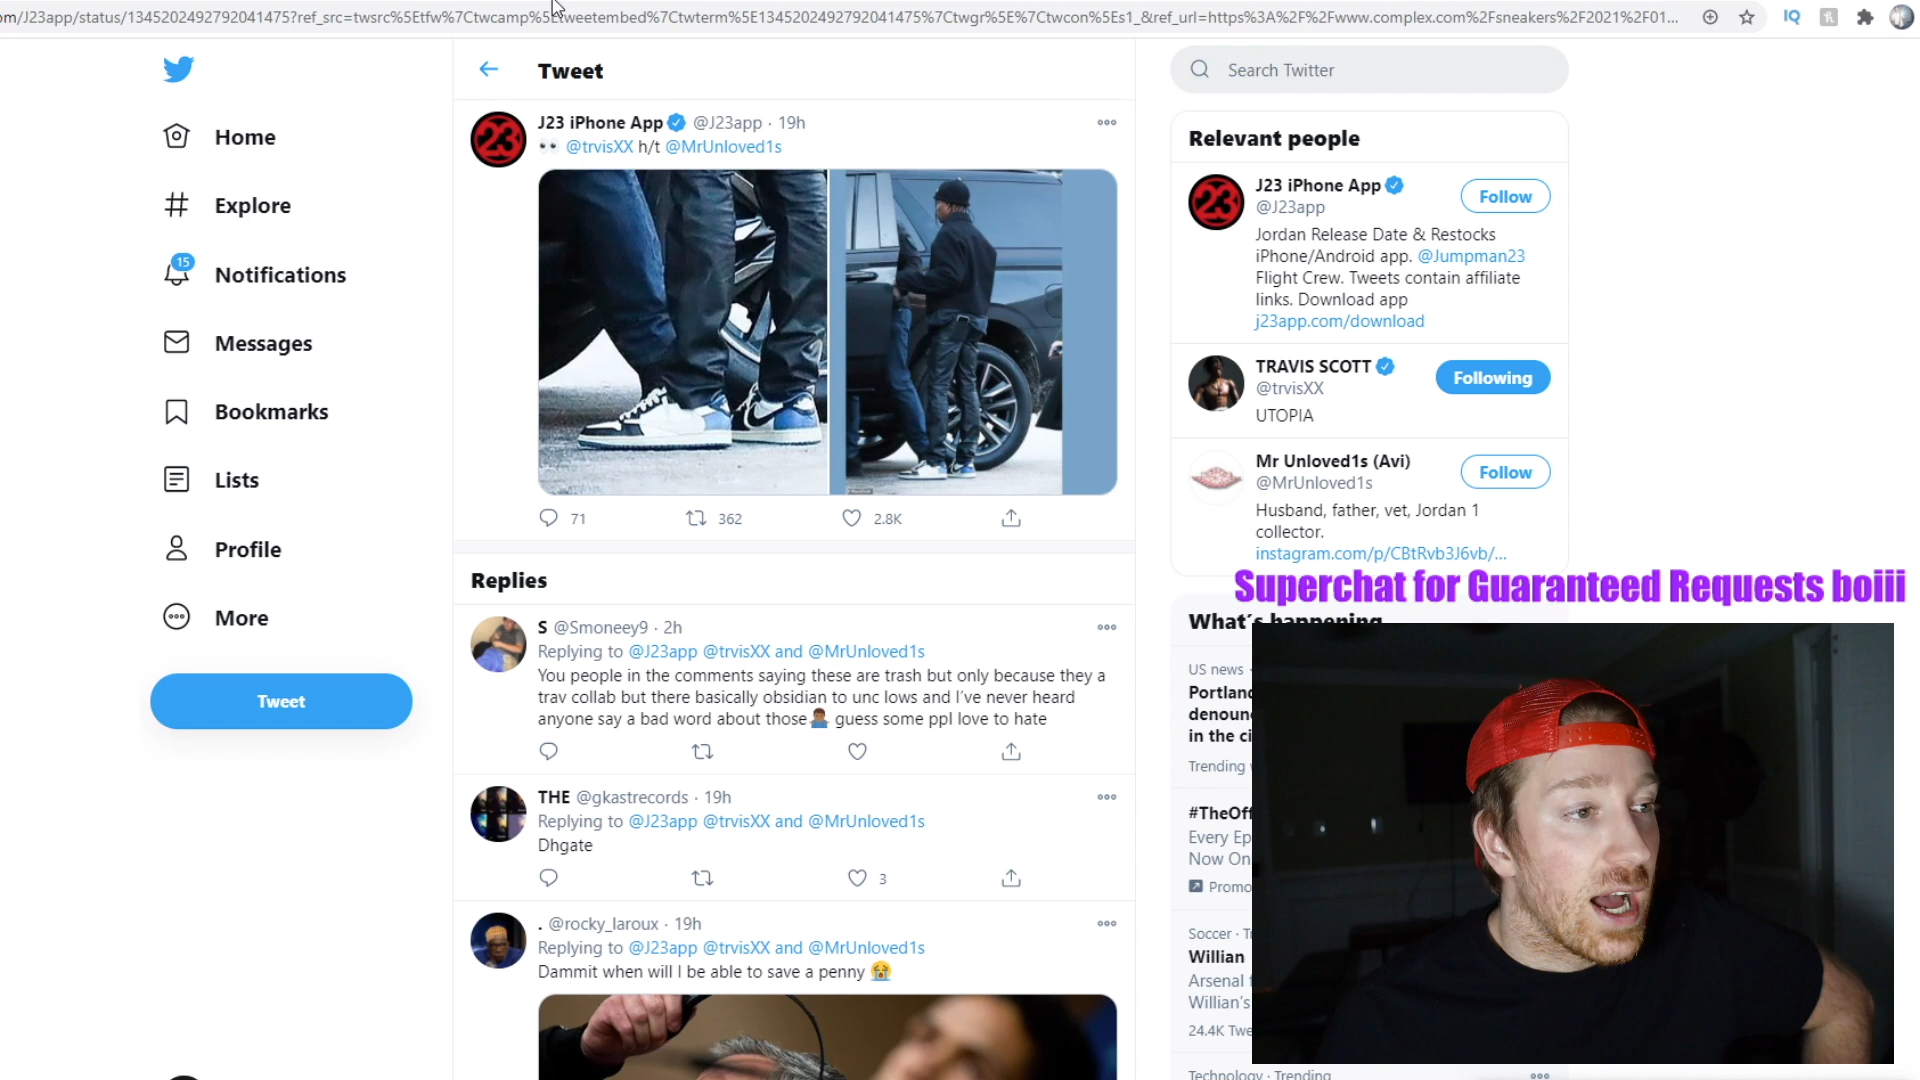 m/J23app/status/1345202492792041475?ref_src=twsrc%5Etfw%7Ctwcamp%5Etweetembed%7Ctwterm%5E1345202492792041475%7Ctwgr%5E%7Ctwcon%5Es1_&ref_url=https%3A%2F%2Fwww.complex.com%2Fsneakers%2F2021%2F01...
IQ
Home
Explore
15
Notifications
Messages
Bookmarks
Lists
Profile
More
Tweet
Tweet
23
J23 iPhone App @J23app · 19h
👀 @trvisXX h/t @MrUnloved1s
71
362
2.8K
Replies
S @Smoneey9 · 2h
Replying to @J23app @trvisXX and @MrUnloved1s
You people in the comments saying these are trash but only because they a
trav collab but there basically obsidian to unc lows and I've never heard
anyone say a bad word about those🤷🏾‍♂️ guess some ppl love to hate
THE @gkastrecords · 19h
Replying to @J23app @trvisXX and @MrUnloved1s
Dhgate
3
. @rocky_laroux · 19h
Replying to @J23app @trvisXX and @MrUnloved1s
Dammit when will I be able to save a penny 😭
Search Twitter
Relevant people
23
J23 iPhone App
@J23app
Follow
Jordan Release Date & Restocks
iPhone/Android app. @Jumpman23
Flight Crew. Tweets contain affiliate
links. Download app
j23app.com/download
TRAVIS SCOTT
@trvisXX
Following
UTOPIA
Mr Unloved1s (Avi)
@MrUnloved1s
Follow
Husband, father, vet, Jordan 1
collector.
instagram.com/p/CBtRvb3J6vb/...
Superchat for Guaranteed Requests boiii
What's happening
US news ·
Portland
denoun
in the ci
Trending
#TheOff
Every Ep
Now On
Promo
Soccer · Tr
Willian
Arsenal
Willian's
24.4K Twe
Technology · Trending